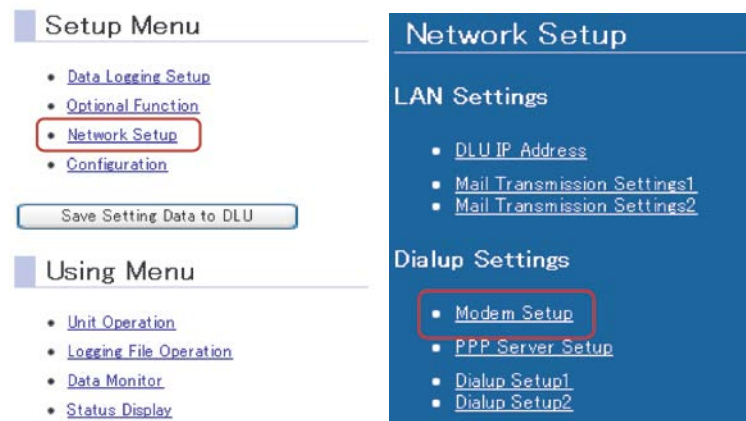 Setup Menu
Data Logging Setup
Optional Function
Network Setup
Configuration
Save Setting Data to DLU
Using Menu
Unit Operation
Logging File Operation
Data Monitor
Status Display
Network Setup
LAN Settings
DLU IP Address
Mail Transmission Settings1
Mail Transmission Settings2
Dialup Settings
Modem Setup
PPP Server Setup
Dialup Setup1
Dialup Setup2